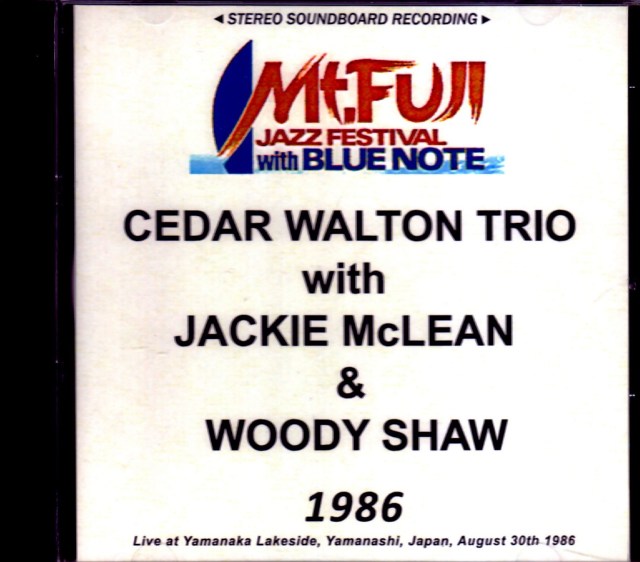 ◄ STEREO SOUNDBOARD RECORDING ►
Mt.FUJI
JAZZ FESTIVAL
with BLUE NOTE
CEDAR WALTON TRIO
with
JACKIE McLEAN
&
WOODY SHAW
1986
Live at Yamanaka Lakeside, Yamanashi, Japan, August 30th 1986